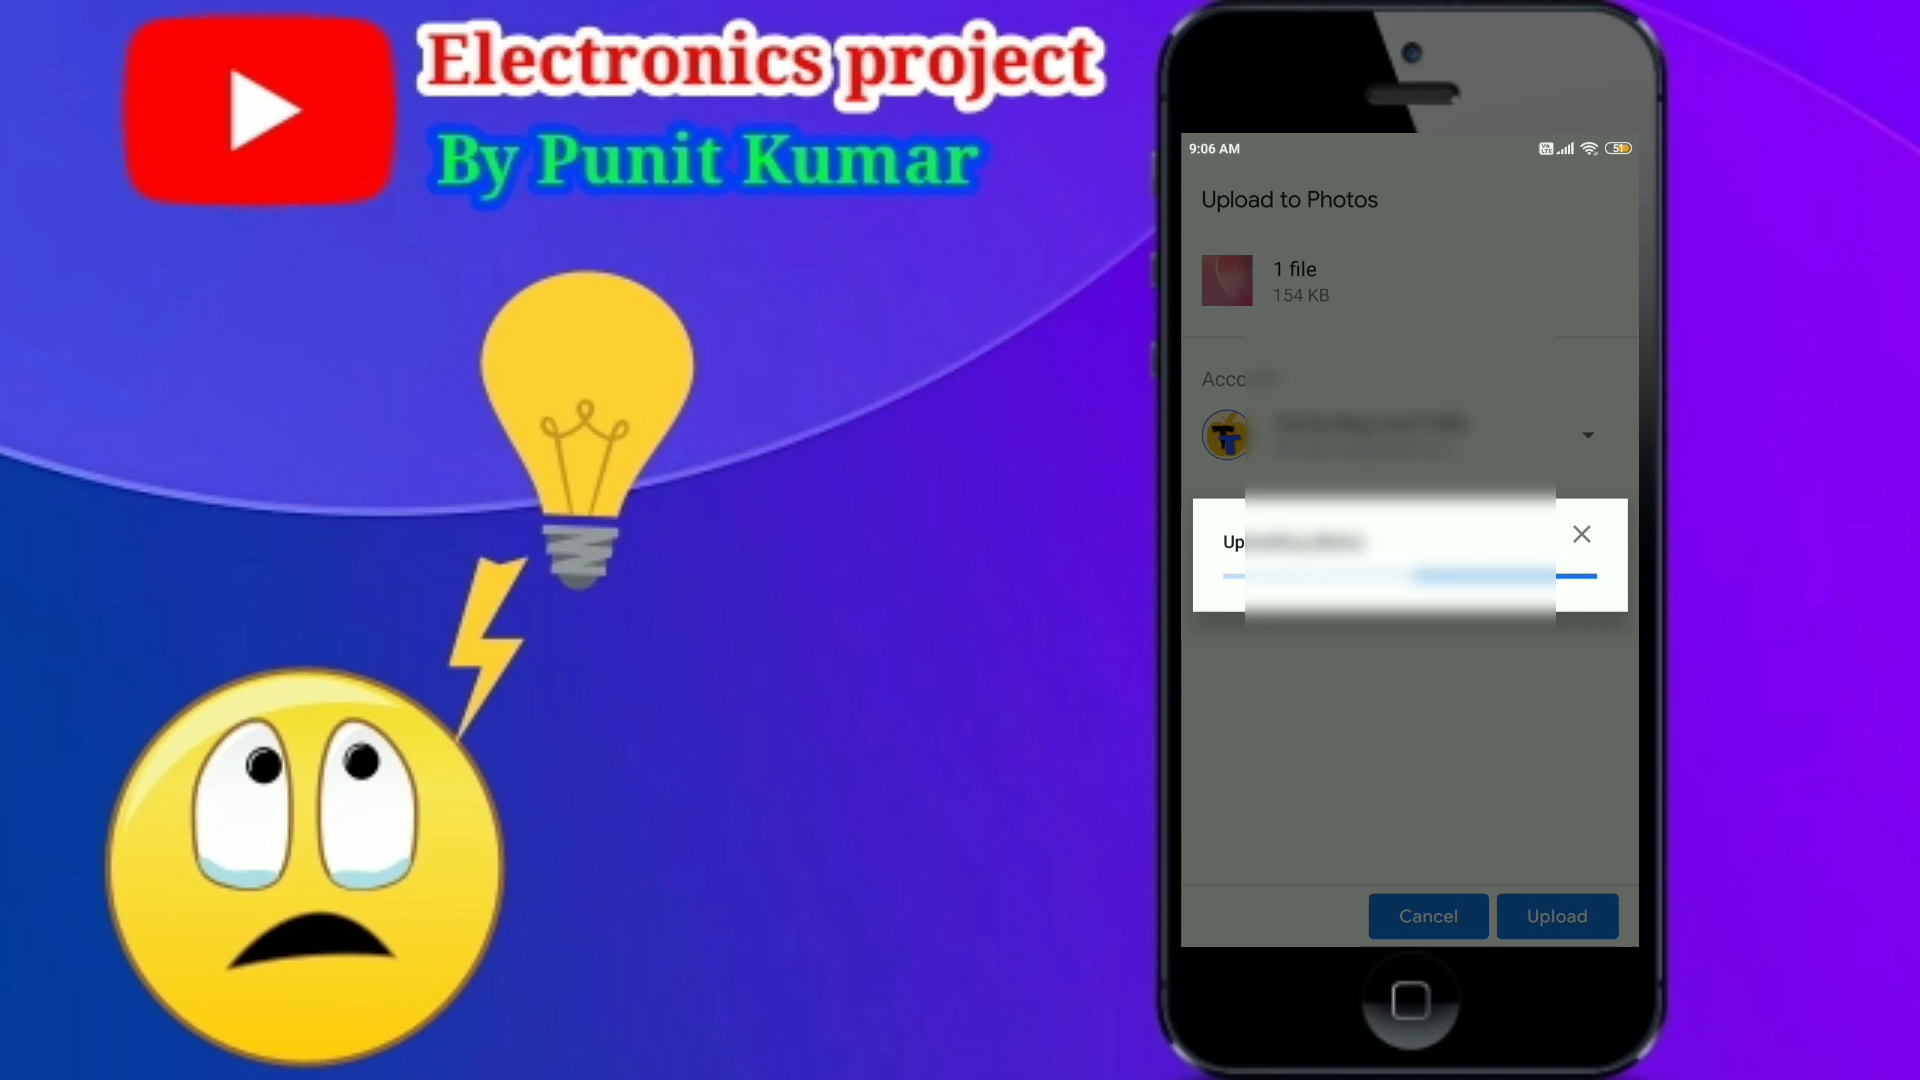 Electronics project
By Punit Kumar
9:06 AM
51
Upload to Photos
1 file
154 KB
Acco
Up
Cancel
Upload